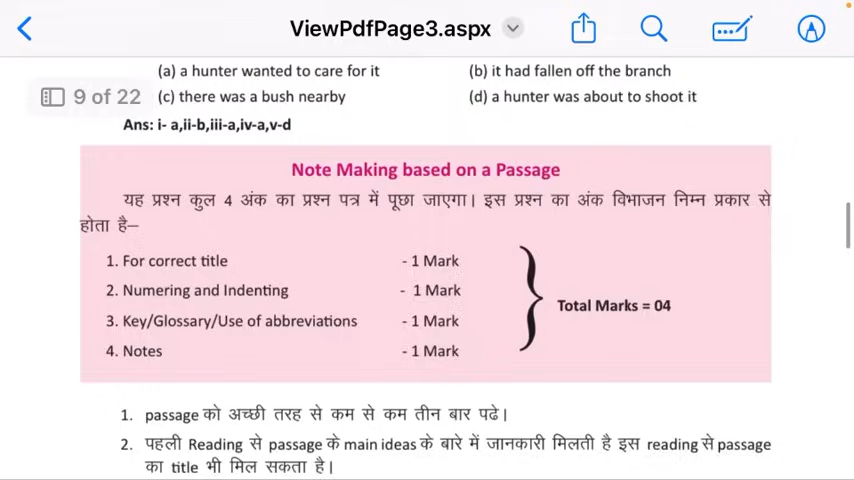 ViewPdfPage3.aspx
(a) a hunter wanted to care for it (b) it had fallen off the branch
9 of 22 (c) there was a bush nearby (d) a hunter was about to shoot it
Ans: i- a,ii-b,iii-a,iv-a,v-d
Note Making based on a Passage
यह प्रश्न कुल 4 अंक का प्रश्न पत्र में पूछा जाएगा। इस प्रश्न का अंक विभाजन निम्न प्रकार से
होता है–
1. For correct title - 1 Mark
2. Numering and Indenting - 1 Mark
Total Marks = 04
3. Key/Glossary/Use of abbreviations - 1 Mark
4. Notes - 1 Mark
1. passage को अच्छी तरह से कम से कम तीन बार पढे।
2. पहली Reading से passage के main ideas के बारे में जानकारी मिलती है इस reading से passage
का title भी मिल सकता है।